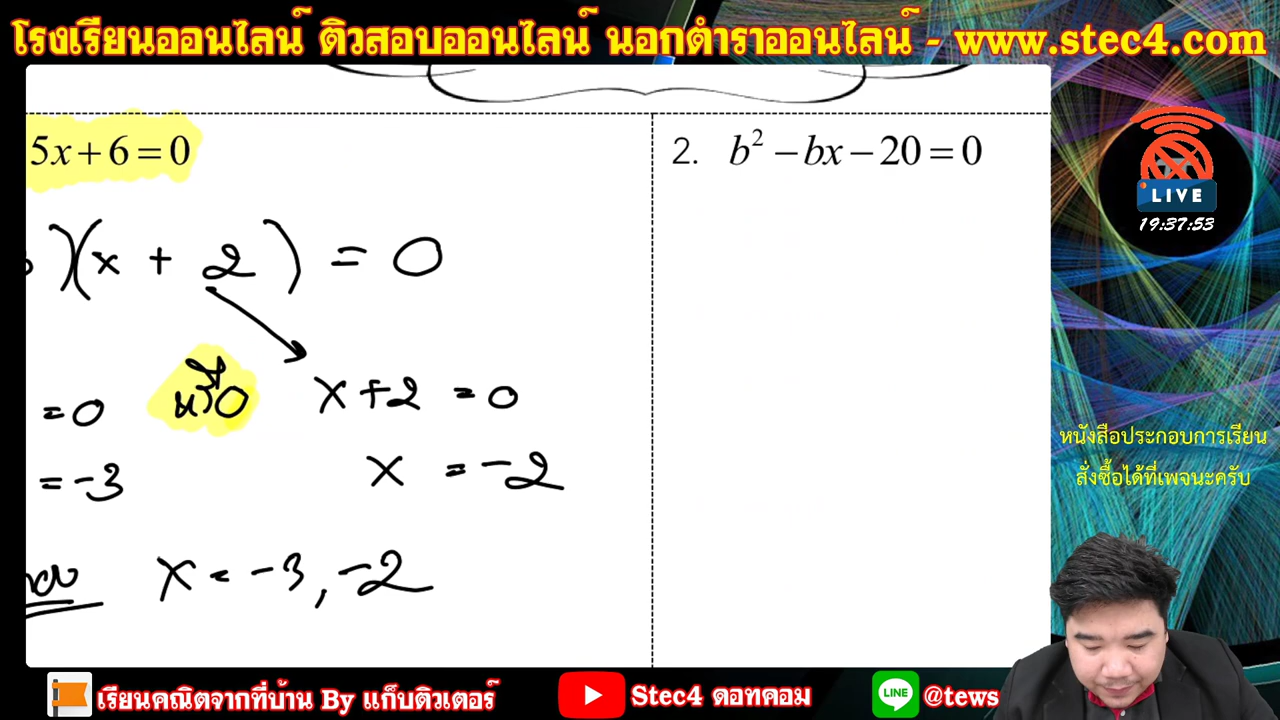 โรงเรียนออนไลน์ ติวสอบออนไลน์ นอกตำราออนไลน์ - www.stec4.com
5x + 6 = 0
2. b² − bx − 20 = 0
)(x + 2) = 0
= 0 หรือ x + 2 = 0
= -3 x = -2
x = -3, -2
LIVE
19:37:53
หนังสือประกอบการเรียน
สั่งซื้อได้ที่เพจนะครับ
เรียนคณิตจากที่บ้าน By แก็บติวเตอร์
Stec4 ดอทคอม
LINE
@tews